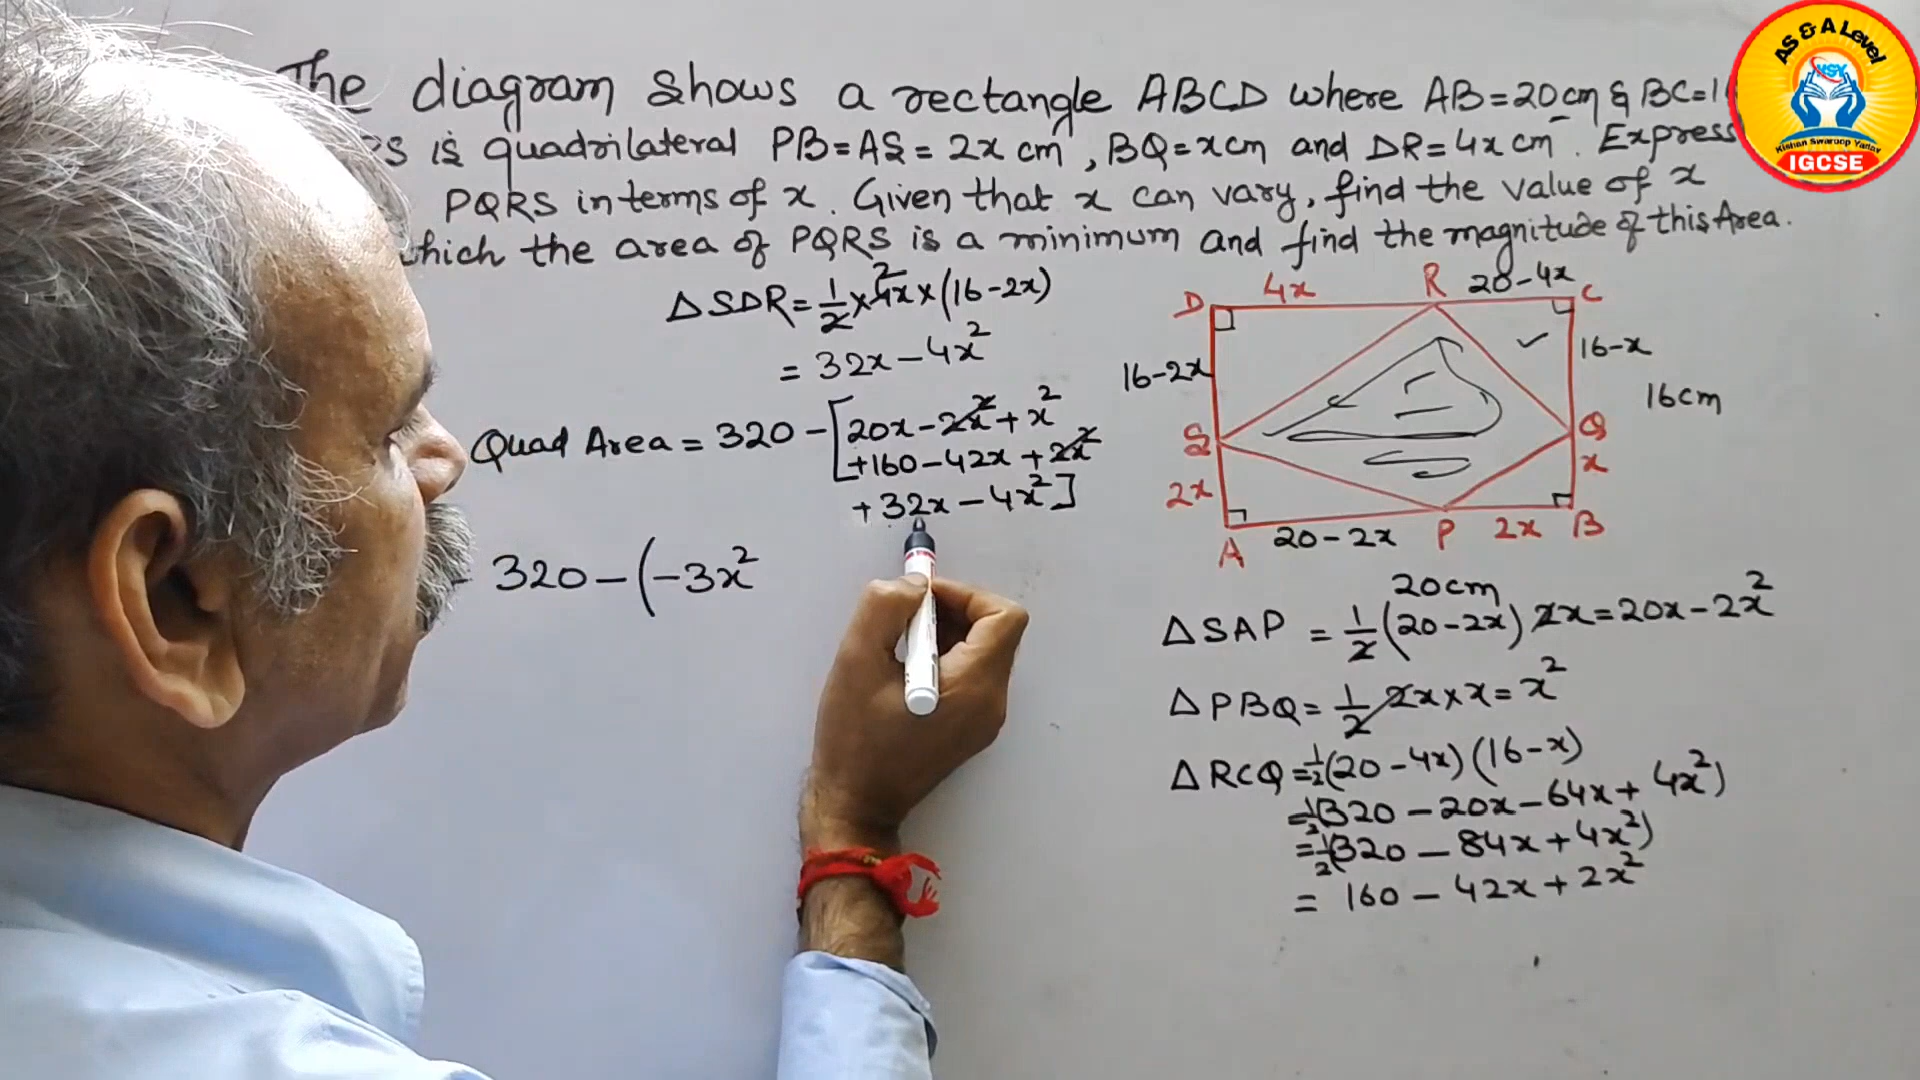 The diagram shows a rectangle ABCD where AB=20cm & BC=1
S is quadrilateral PB=AS=2x cm, BQ=xcm and DR=4x cm. Express
PQRS in terms of x. Given that x can vary, find the value of x
which the area of PQRS is a minimum and find the magnitude of this Area.
ΔSDR = 1/2 × 4x × (16-2x)
2
= 32x - 4x²
Quad Area = 320 - [20x - 2x² + x²
+160 - 42x + 2x²
+ 32x - 4x²]
320 - (-3x²
D 4x R 20-4x C
16-2x
16-x
16cm
S
Q
2x
x
A 20-2x P 2x B
20cm
ΔSAP = 1/2 (20-2x) 2x = 20x - 2x²
ΔPBQ = 1/2 2x × x = x²
ΔRCQ = 1/2 (20-4x)(16-x)
= 1/2 (320 - 20x - 64x + 4x²)
= 1/2 (320 - 84x + 4x²)
= 160 - 42x + 2x²
AS & A Level
KSY
Kishan Swaroop Yadav
IGCSE